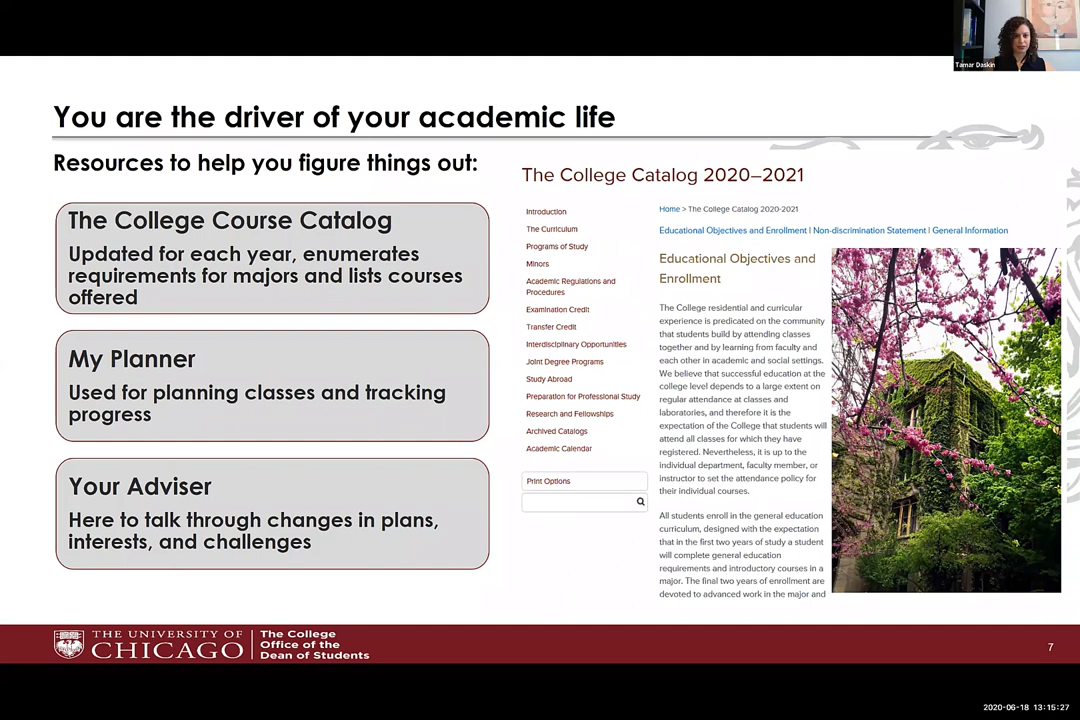 Tamar Daskin
You are the driver of your academic life
Resources to help you figure things out:
The College Course Catalog
Updated for each year, enumerates
requirements for majors and lists courses
offered
My Planner
Used for planning classes and tracking
progress
Your Adviser
Here to talk through changes in plans,
interests, and challenges
The College Catalog 2020–2021
Introduction
The Curriculum
Programs of Study
Minors
Academic Regulations and
Procedures
Examination Credit
Transfer Credit
Interdisciplinary Opportunities
Joint Degree Programs
Study Abroad
Preparation for Professional Study
Research and Fellowships
Archived Catalogs
Academic Calendar
Print Options
Home > The College Catalog 2020-2021
Educational Objectives and Enrollment | Non-discrimination Statement | General Information
Educational Objectives and
Enrollment
The College residential and curricular
experience is predicated on the community
that students build by attending classes
together and by learning from faculty and
each other in academic and social settings.
We believe that successful education at the
college level depends to a large extent on
regular attendance at classes and
laboratories, and therefore it is the
expectation of the College that students will
attend all classes for which they have
registered. Nevertheless, it is up to the
individual department, faculty member, or
instructor to set the attendance policy for
their individual courses.
All students enroll in the general education
curriculum, designed with the expectation
that in the first two years of study a student
will complete general education
requirements and introductory courses in a
major. The final two years of enrollment are
devoted to advanced work in the major and
THE UNIVERSITY OF
CHICAGO
The College
Office of the
Dean of Students
7
2020-06-18 13:15:27